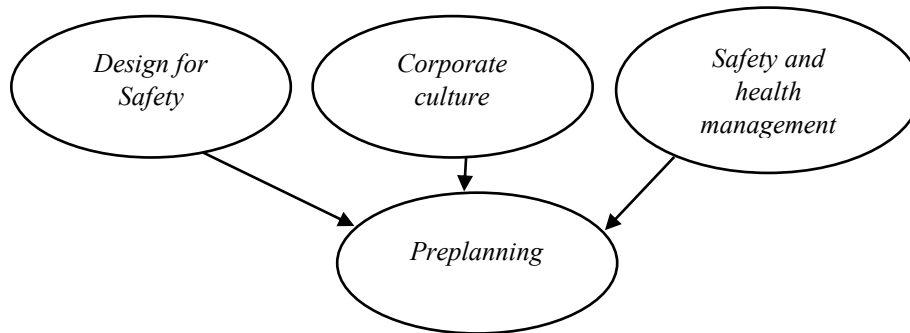 Design for
Safety
Corporate
culture
Safety and
health
management
Preplanning